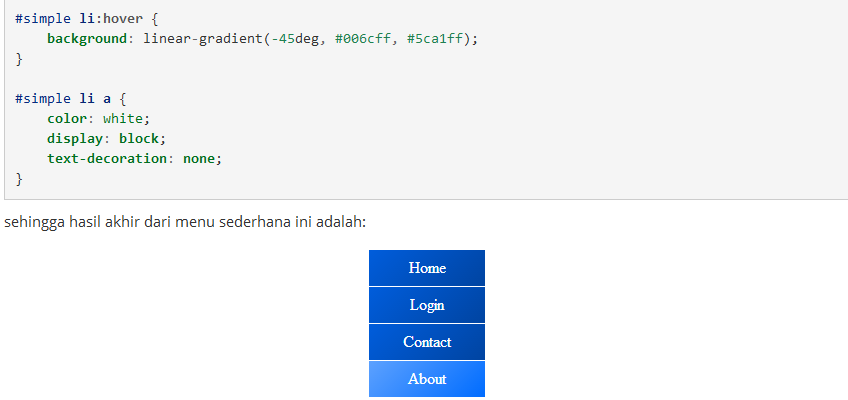 #simple li:hover {
    background: linear-gradient(-45deg, #006cff, #5ca1ff);
}
#simple li a {
    color: white;
    display: block;
    text-decoration: none;
}
sehingga hasil akhir dari menu sederhana ini adalah:
Home
Login
Contact
About